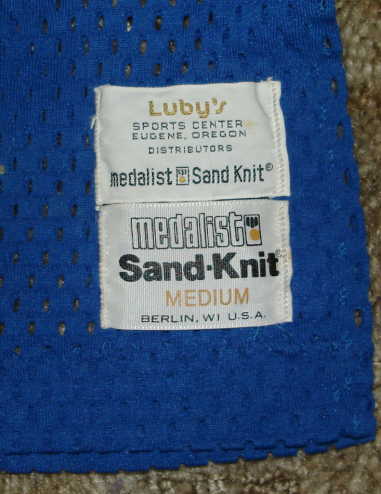 Luby's
SPORTS CENTER
EUGENE, OREGON
DISTRIBUTORS
medalist Sand Knit©
medalist
Sand-Knit
MEDIUM
BERLIN, WI U.S.A.